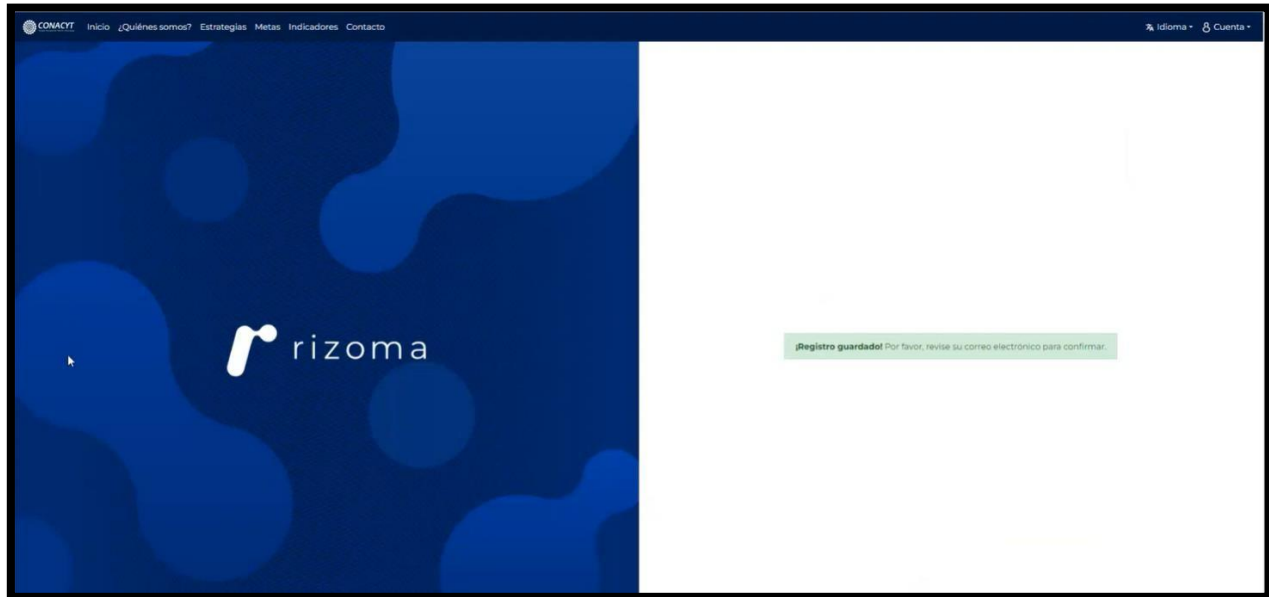 CONACYT Inicio ¿Quiénes somos? Estrategias Metas Indicadores Contacto Idioma Cuenta
rizoma
¡Registro guardado! Por favor, revise su correo electrónico para confirmar.